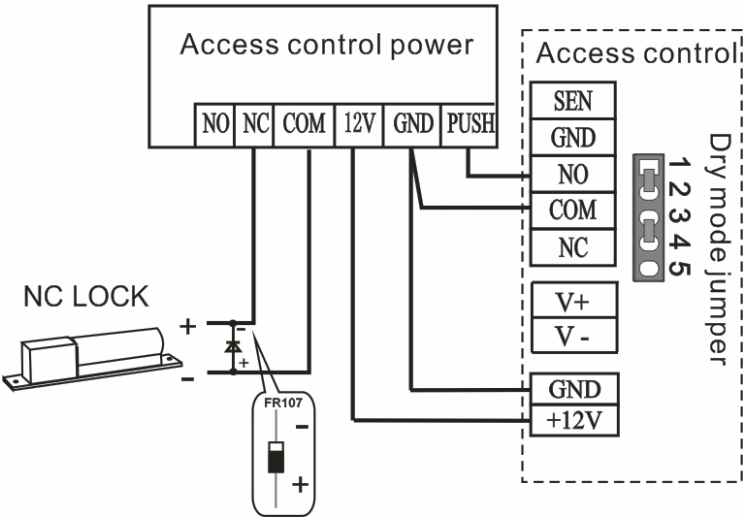 Access control power
NO NC COM 12V GND PUSH
Access control
SEN
GND
NO
COM
NC
V+
V -
GND
+12V
1 2 3 4 5
Dry mode jumper
NC LOCK
+
-
-
+
FR107
-
+